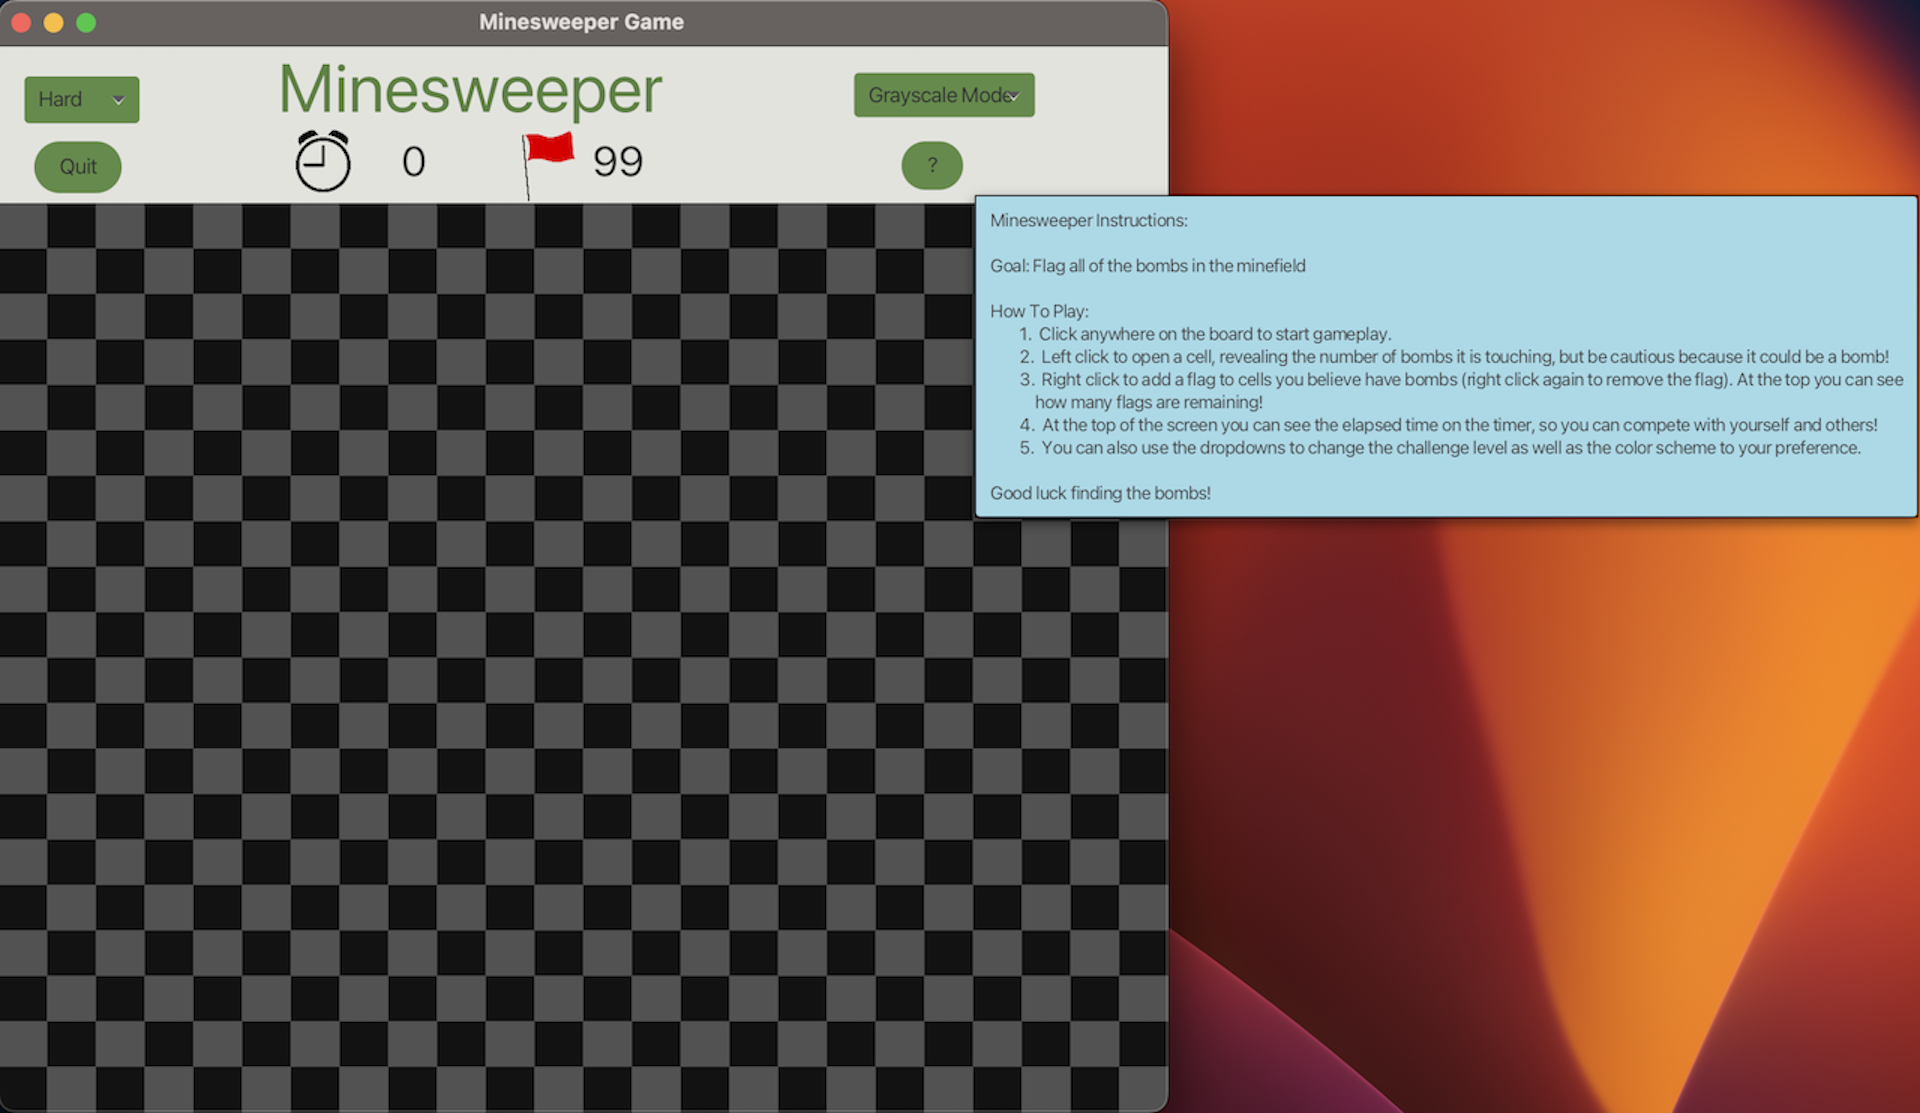 Minesweeper Game
Hard
Minesweeper
Grayscale Mode
Quit
0
99
?
Minesweeper Instructions:
Goal: Flag all of the bombs in the minefield
How To Play:
1. Click anywhere on the board to start gameplay.
2. Left click to open a cell, revealing the number of bombs it is touching, but be cautious because it could be a bomb!
3. Right click to add a flag to cells you believe have bombs (right click again to remove the flag). At the top you can see
how many flags are remaining!
4. At the top of the screen you can see the elapsed time on the timer, so you can compete with yourself and others!
5. You can also use the dropdowns to change the challenge level as well as the color scheme to your preference.
Good luck finding the bombs!